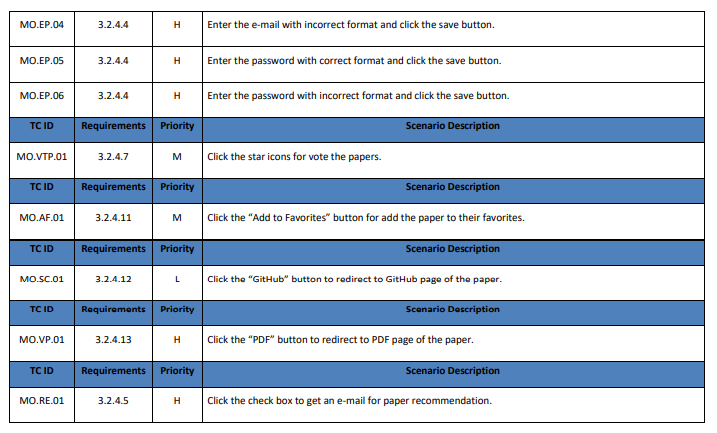 MO.EP.04 3.2.4.4 H Enter the e-mail with incorrect format and click the save button.
MO.EP.05 3.2.4.4 H Enter the password with correct format and click the save button.
MO.EP.06 3.2.4.4 H Enter the password with incorrect format and click the save button.
TC ID Requirements Priority Scenario Description
MO.VTP.01 3.2.4.7 M Click the star icons for vote the papers.
TC ID Requirements Priority Scenario Description
MO.AF.01 3.2.4.11 M Click the “Add to Favorites” button for add the paper to their favorites.
TC ID Requirements Priority Scenario Description
MO.SC.01 3.2.4.12 L Click the “GitHub” button to redirect to GitHub page of the paper.
TC ID Requirements Priority Scenario Description
MO.VP.01 3.2.4.13 H Click the “PDF” button to redirect to PDF page of the paper.
TC ID Requirements Priority Scenario Description
MO.RE.01 3.2.4.5 H Click the check box to get an e-mail for paper recommendation.